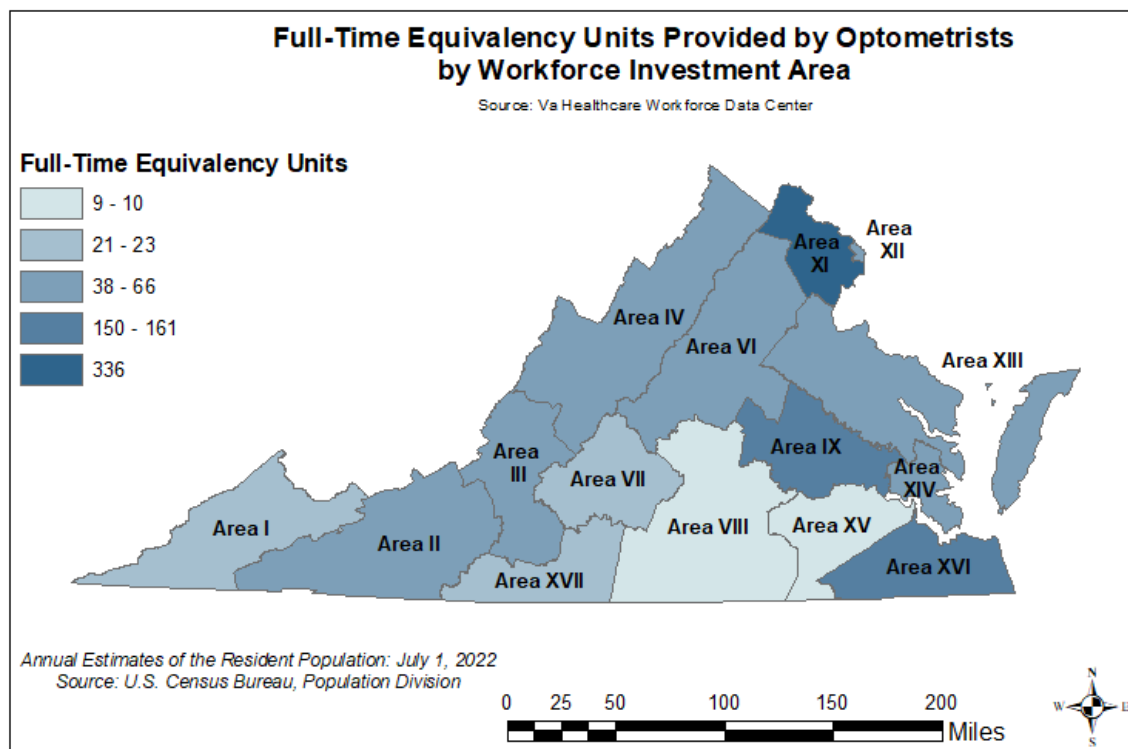 Full-Time Equivalency Units Provided by Optometrists
by Workforce Investment Area
Source: Va Healthcare Workforce Data Center
Full-Time Equivalency Units
9 - 10
21 - 23
38 - 66
150 - 161
336
Area
XI
Area
XII
Area IV
Area VI
Area XIII
Area
III
Area VII
Area IX
Area
XIV
Area I
Area II
Area VIII
Area XV
Area XVII
Area XVI
Annual Estimates of the Resident Population: July 1, 2022
Source: U.S. Census Bureau, Population Division
0 25 50 100 150 200
Miles
N
W E
S